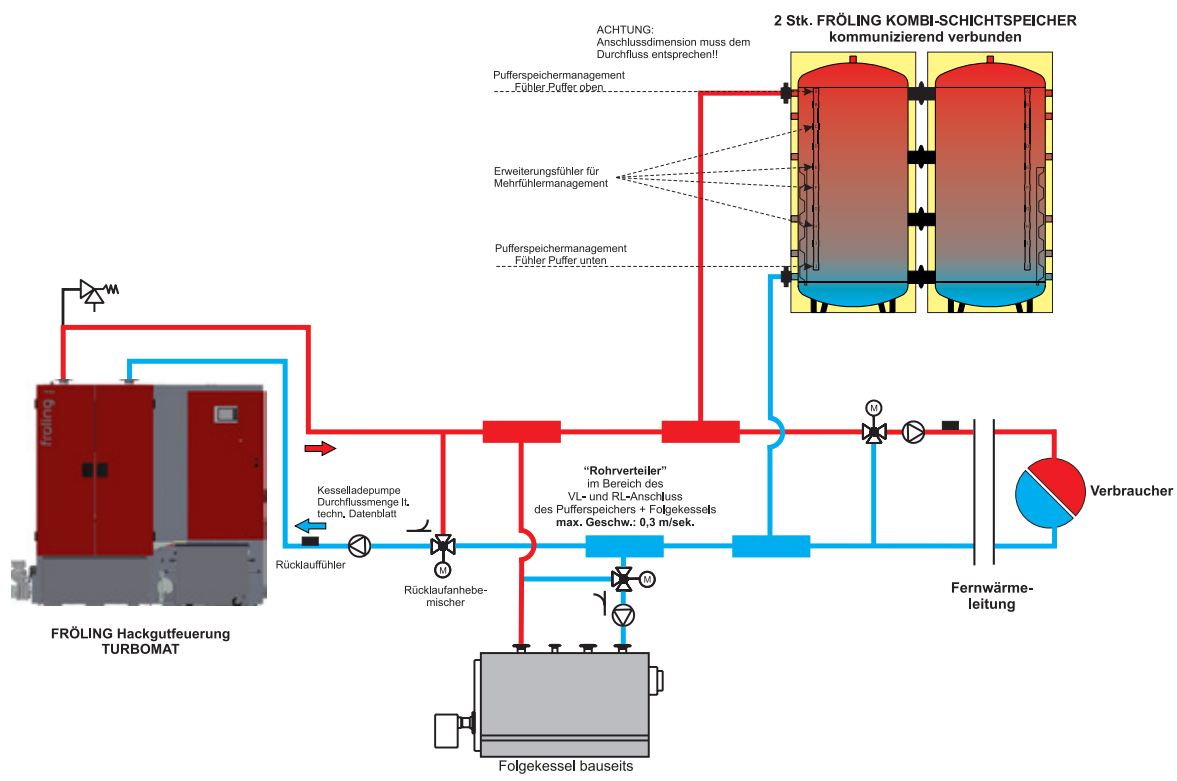 2 Stk. FRÖLING KOMBI-SCHICHTSPEICHER
kommunizierend verbunden
ACHTUNG:
Anschlussdimension muss dem
Durchfluss entsprechen!!
Pufferspeichermanagement
Fühler Puffer oben
Erweiterungsfühler für
Mehrfühlermanagement
Pufferspeichermanagement
Fühler Puffer unten
fröling
M
"Rohrverteiler"
im Bereich des
VL- und RL-Anschluss
des Pufferspeichers + Folgekessels
max. Geschw.: 0,3 m/sek.
Verbraucher
Kesselladepumpe
Durchflussmenge lt.
techn. Datenblatt
Rücklauffühler
M
Rücklaufanhebe-
mischer
M
Fernwärme-
leitung
FRÖLING Hackgutfeuerung
TURBOMAT
Folgekessel bauseits